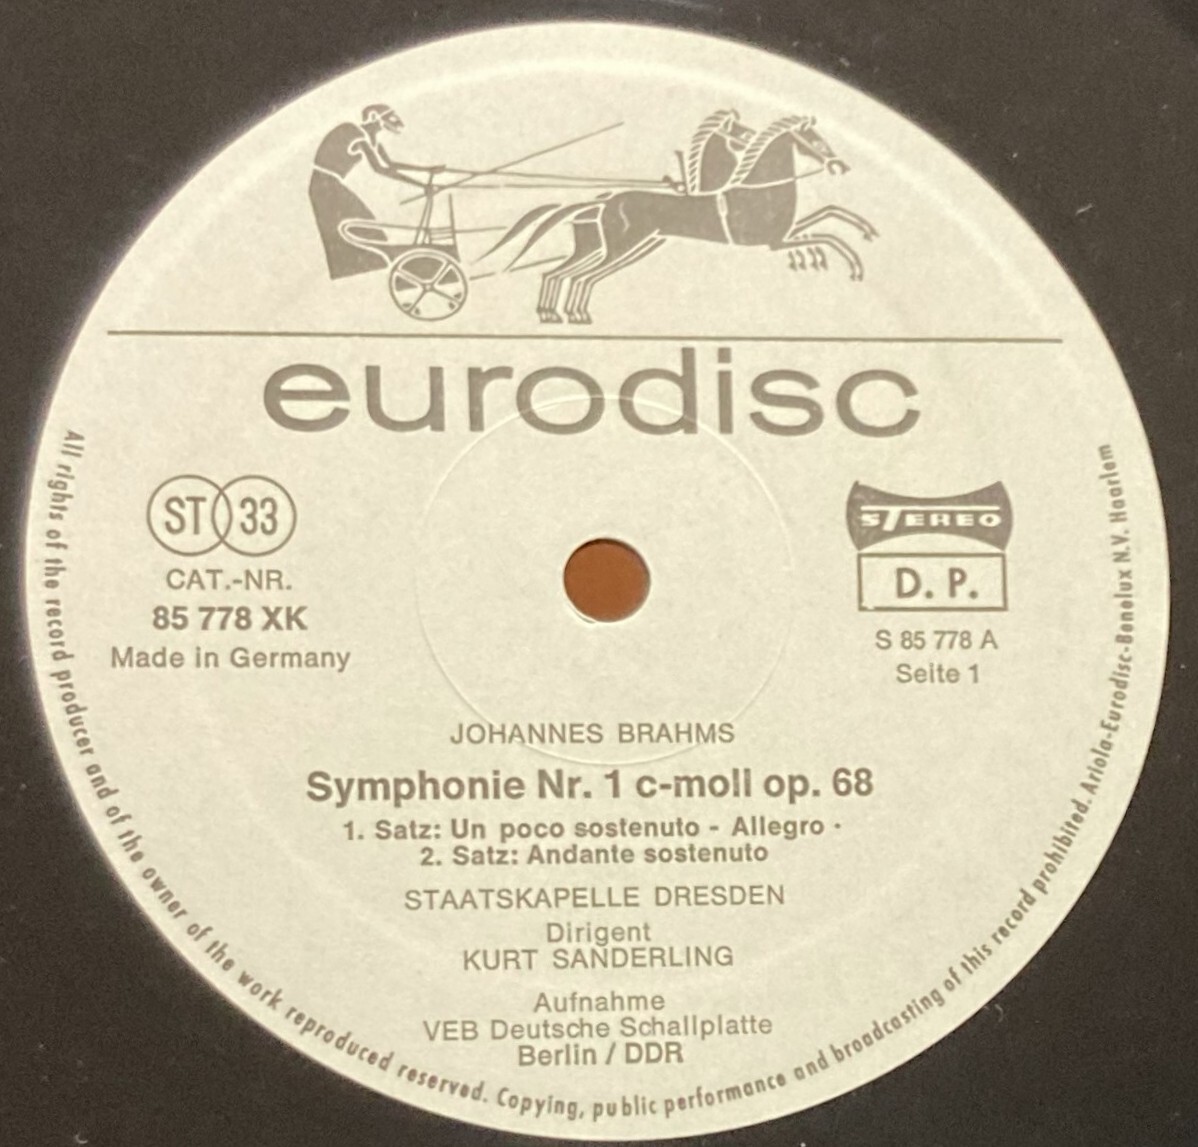 eurodisc
ST 33
CAT.-NR.
85 778 XK
Made in Germany
STEREO
D. P.
S 85 778 A
Seite 1
JOHANNES BRAHMS
Symphonie Nr. 1 c-moll op. 68
1. Satz: Un poco sostenuto - Allegro ·
2. Satz: Andante sostenuto
STAATSKAPELLE DRESDEN
Dirigent
KURT SANDERLING
Aufnahme
VEB Deutsche Schallplatte
Berlin / DDR
All rights of the record producer and of the owner of the work reproduced reserved. Copying, public performance and broadcasting of this record prohibited. Ariola-Eurodisc-Benelux N.V. Haarlem